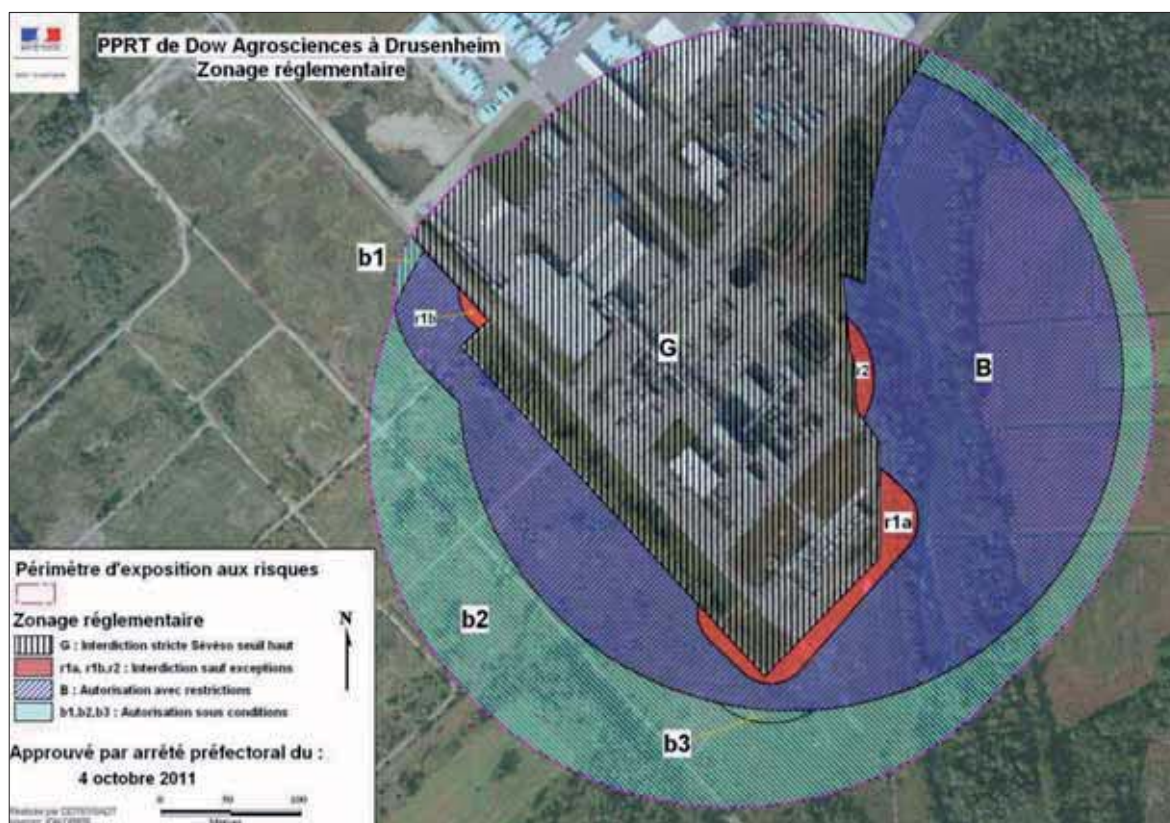 PPRT de Dow Agrosciences à Drusenheim
Zonage réglementaire
b1
r1b
G
r2
B
r1a
b2
b3
Périmètre d'exposition aux risques
Zonage réglementaire
G : Interdiction stricte Sévéso seuil haut
r1a, r1b,r2 : Interdiction sauf exceptions
B : Autorisation avec restrictions
b1,b2,b3 : Autorisation sous conditions
N
Approuvé par arrêté préfectoral du :
4 octobre 2011
0 50 100
Mètres